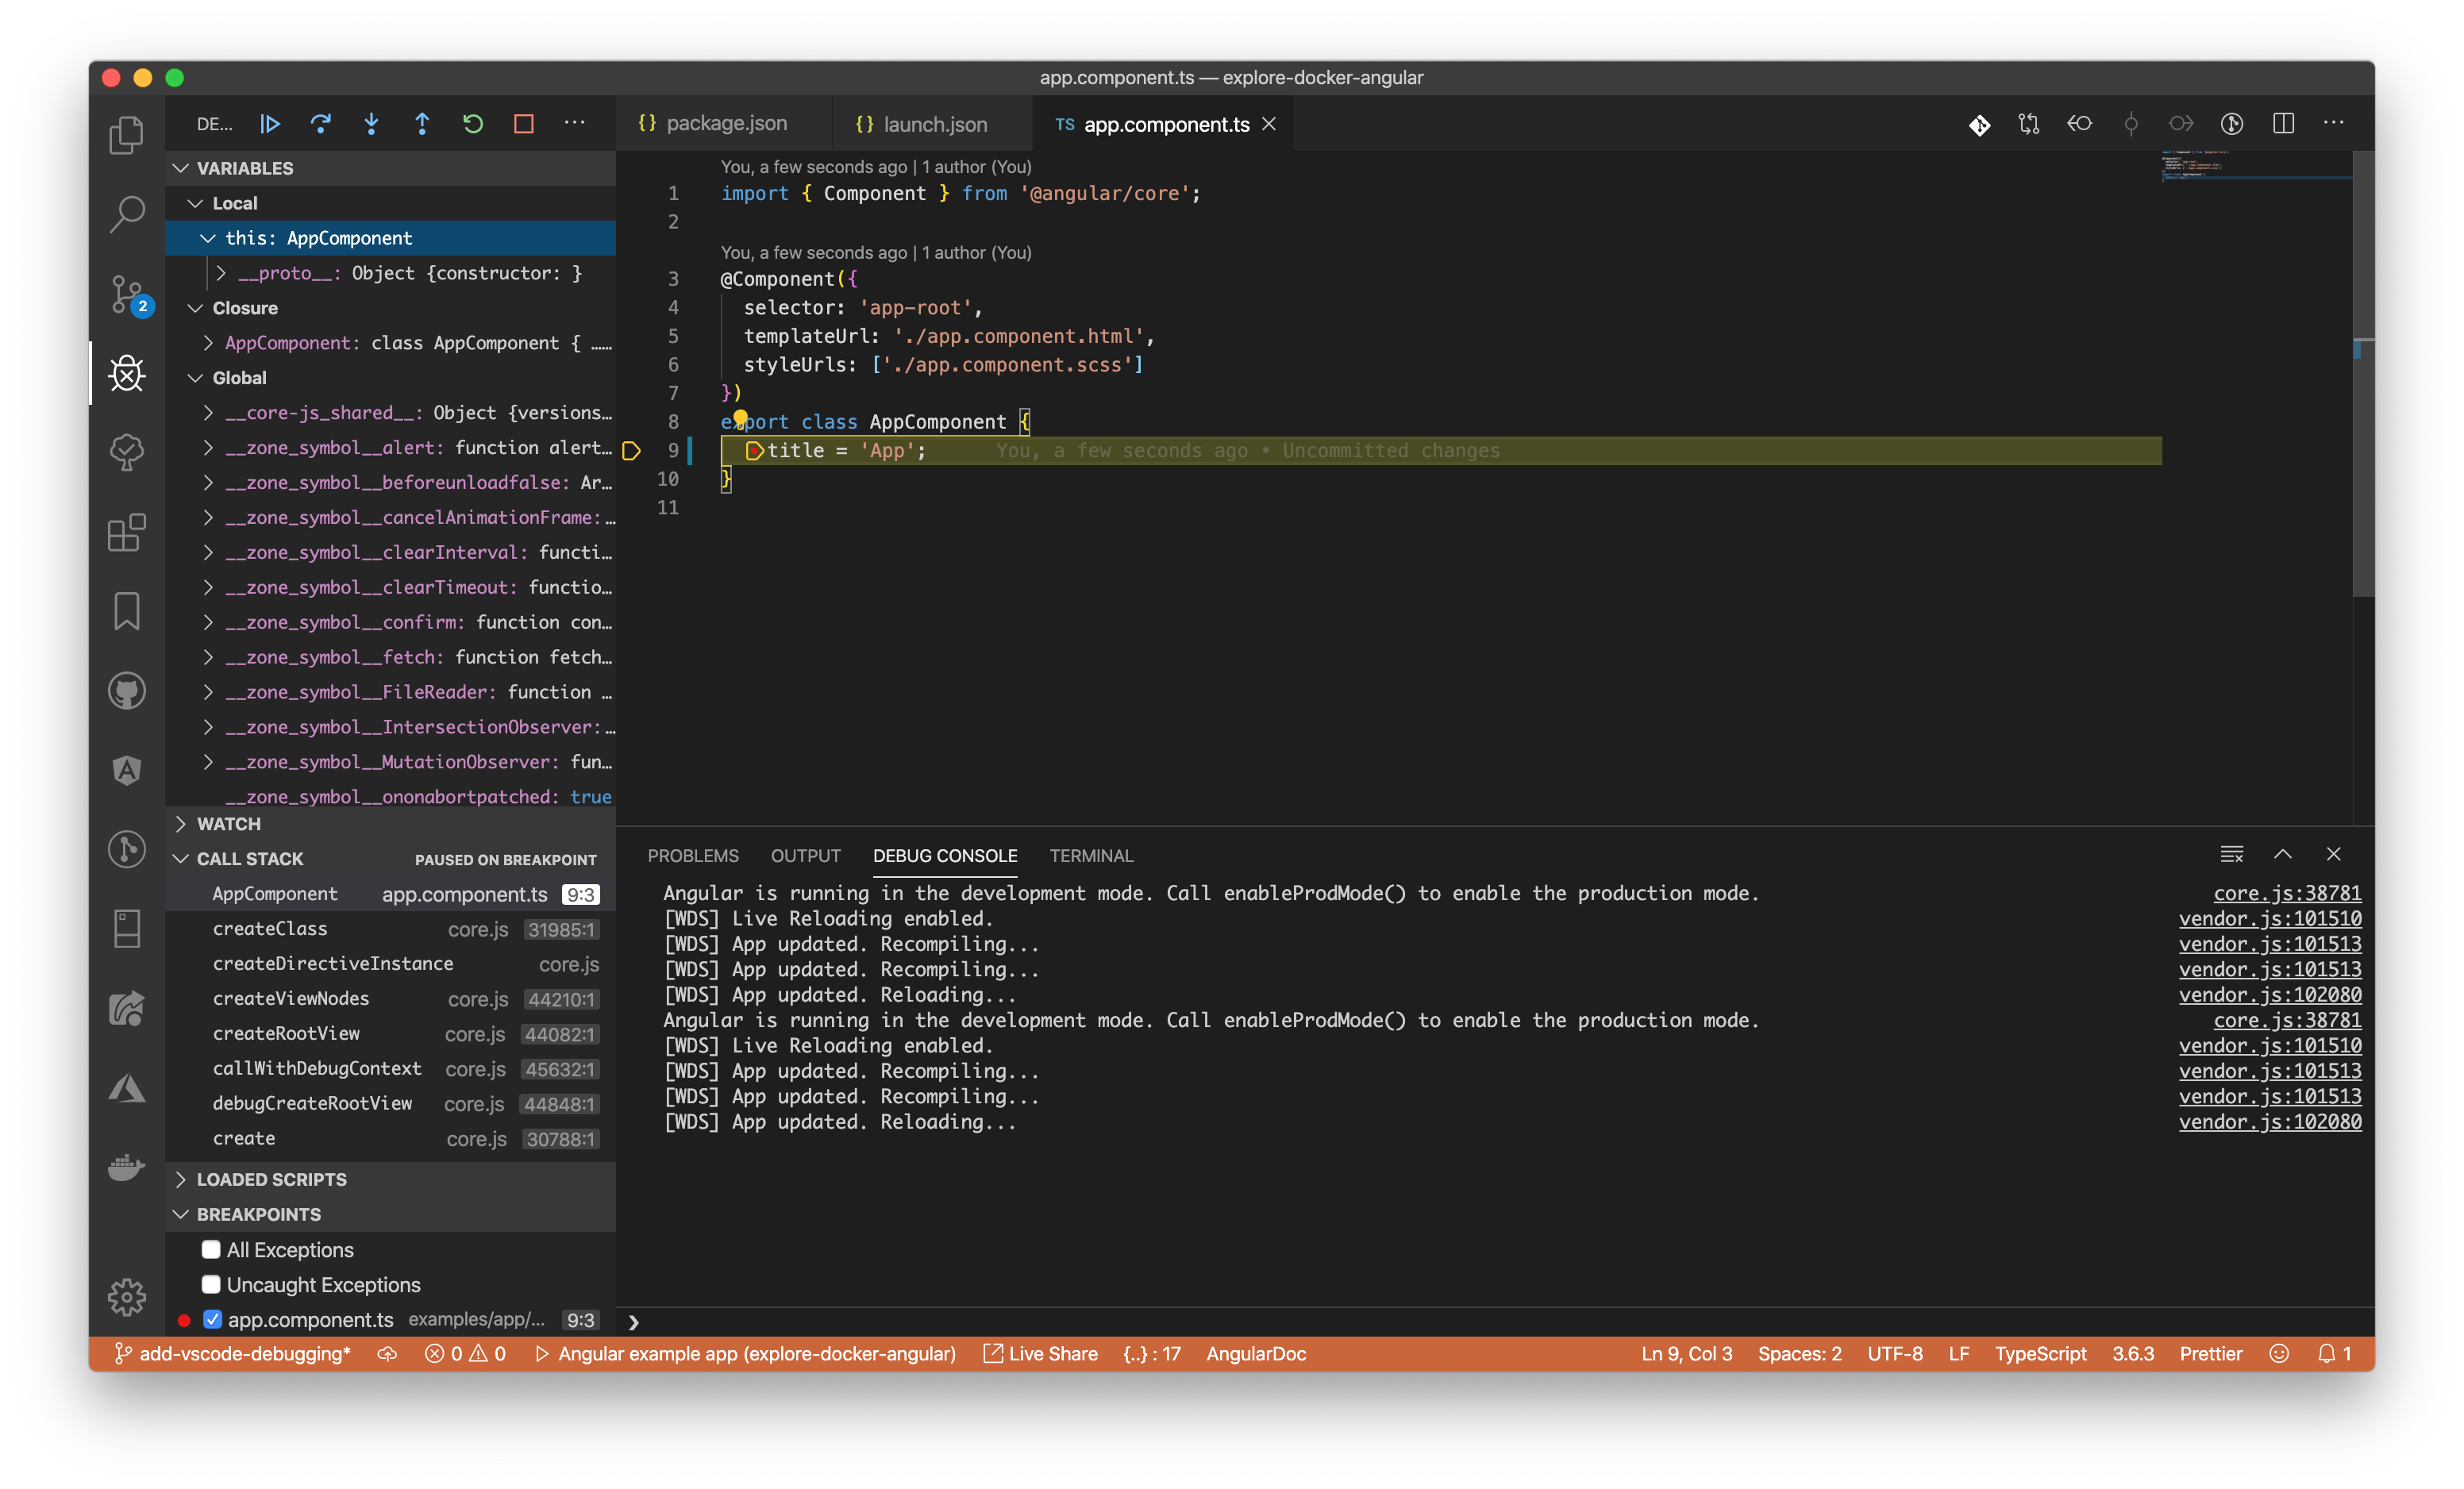 app.component.ts — explore-docker-angular
DE...
{} package.json
{} launch.json
TS app.component.ts
VARIABLES
Local
this: AppComponent
__proto__: Object {constructor: }
Closure
AppComponent: class AppComponent { ……
Global
__core-js_shared__: Object {versions…
__zone_symbol__alert: function alert…
__zone_symbol__beforeunloadfalse: Ar…
__zone_symbol__cancelAnimationFrame:…
__zone_symbol__clearInterval: functi…
__zone_symbol__clearTimeout: functio…
__zone_symbol__confirm: function con…
__zone_symbol__fetch: function fetch…
__zone_symbol__FileReader: function …
__zone_symbol__IntersectionObserver:…
__zone_symbol__MutationObserver: fun…
__zone_symbol__ononabortpatched: true
WATCH
CALL STACK PAUSED ON BREAKPOINT
AppComponent app.component.ts 9:3
createClass core.js 31985:1
createDirectiveInstance core.js
createViewNodes core.js 44210:1
createRootView core.js 44082:1
callWithDebugContext core.js 45632:1
debugCreateRootView core.js 44848:1
create core.js 30788:1
LOADED SCRIPTS
BREAKPOINTS
All Exceptions
Uncaught Exceptions
app.component.ts examples/app/... 9:3
2
You, a few seconds ago | 1 author (You)
1 import { Component } from '@angular/core';
2
You, a few seconds ago | 1 author (You)
3 @Component({
4 selector: 'app-root',
5 templateUrl: './app.component.html',
6 styleUrls: ['./app.component.scss']
7 })
8 export class AppComponent {
9 title = 'App'; You, a few seconds ago • Uncommitted changes
10 }
11
PROBLEMS OUTPUT DEBUG CONSOLE TERMINAL
Angular is running in the development mode. Call enableProdMode() to enable the production mode. core.js:38781
[WDS] Live Reloading enabled. vendor.js:101510
[WDS] App updated. Recompiling... vendor.js:101513
[WDS] App updated. Recompiling... vendor.js:101513
[WDS] App updated. Reloading... vendor.js:102080
Angular is running in the development mode. Call enableProdMode() to enable the production mode. core.js:38781
[WDS] Live Reloading enabled. vendor.js:101510
[WDS] App updated. Recompiling... vendor.js:101513
[WDS] App updated. Recompiling... vendor.js:101513
[WDS] App updated. Reloading... vendor.js:102080
add-vscode-debugging* 0 0 Angular example app (explore-docker-angular) Live Share {..} : 17 AngularDoc Ln 9, Col 3 Spaces: 2 UTF-8 LF TypeScript 3.6.3 Prettier 1